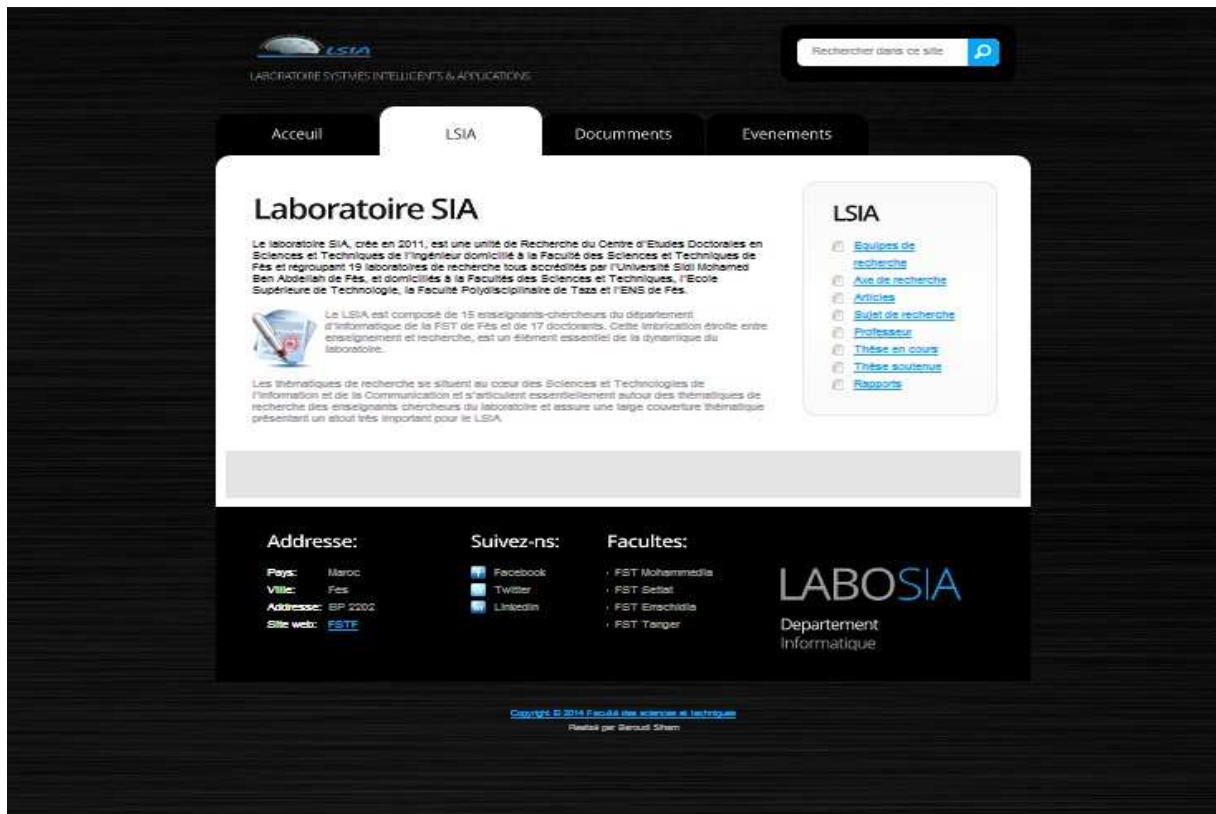 LSIA
LABORATOIRE SYSTMES INTELLIGENTS & APPLICATIONS
Rechercher dans ce site
Acceuil
LSIA
Documments
Evenements
Laboratoire SIA
Le laboratoire SIA, crée en 2011, est une unité de Recherche du Centre d'Etudes Doctorales en
Sciences et Techniques de l'Ingénieur domicilié à la Faculté des Sciences et Techniques de
Fès et regroupant 19 laboratoires de recherche tous accrédités par l'Université Sidi Mohamed
Ben Abdellah de Fès, et domiciliés à la Facultés des Sciences et Techniques, l'Ecole
Supérieure de Technologie, la Faculté Polydisciplinaire de Taza et l'ENS de Fès.
Le LSIA est composé de 15 enseignants-chercheurs du département
d'Informatique de la FST de Fès et de 17 doctorants. Cette imbrication étroite entre
enseignement et recherche, est un élément essentiel de la dynamique du
laboratoire.
Les thématiques de recherche se situent au cœur des Sciences et Technologies de
l'Information et de la Communication et s'articulent essentiellement autour des thématiques de
recherche des enseignants chercheurs du laboratoire et assure une large couverture thématique
présentant un atout très important pour le LSIA.
LSIA
Equipes de
recherche
Axe de recherche
Articles
Sujet de recherche
Professeur
Thèse en cours
Thèse soutenue
Rapports
Addresse:
Pays: Maroc
Ville: Fes
Addresse: BP 2202
Site web: FSTF
Suivez-ns:
Facebook
Twitter
Linkedin
Facultes:
FST Mohammedia
FST Settat
FST Errachidia
FST Tanger
LABOSIA
Departement
Informatique
Copyright © 2014 Faculté des sciences et techniques
Realisé par Beroudi Sihem